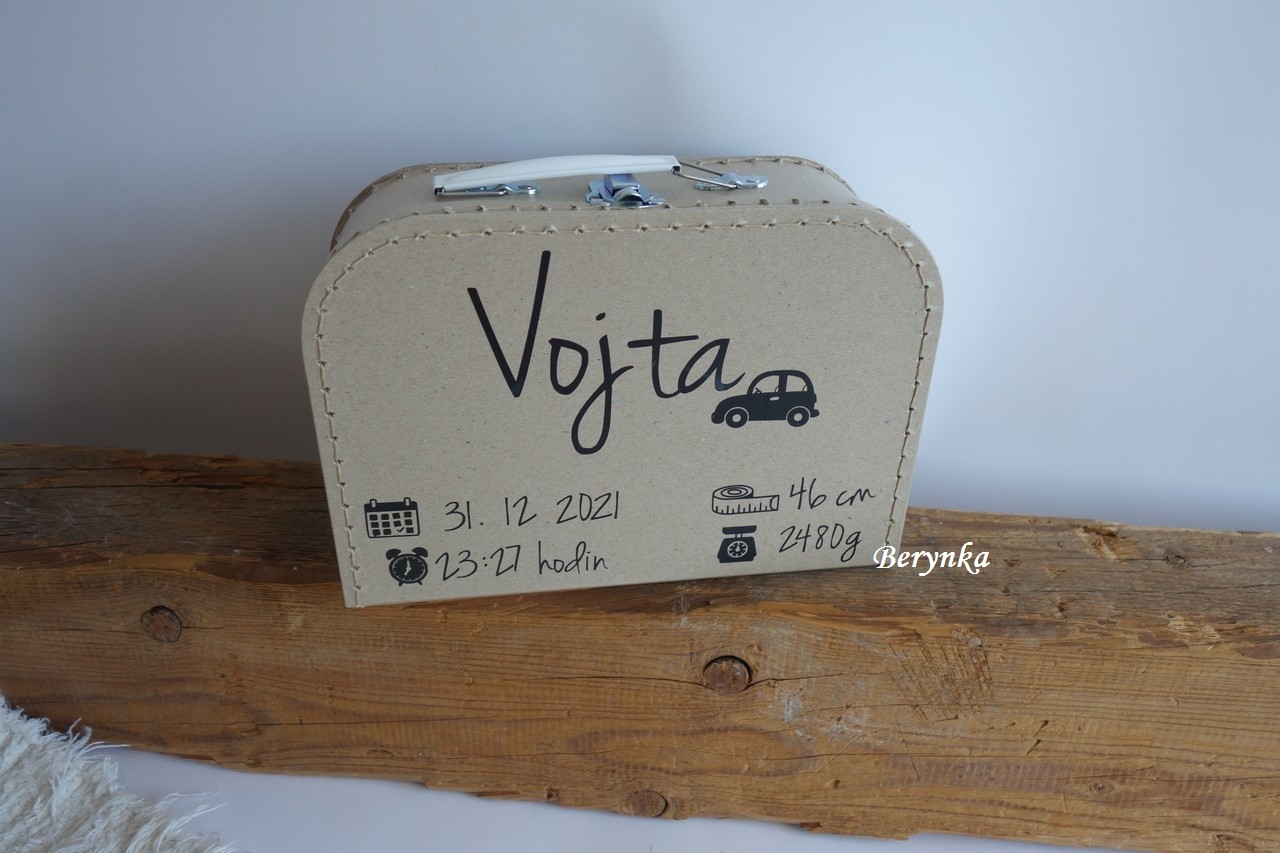 Vojta
31. 12 2021
23:27 hodin
46 cm
2480g
Berynka